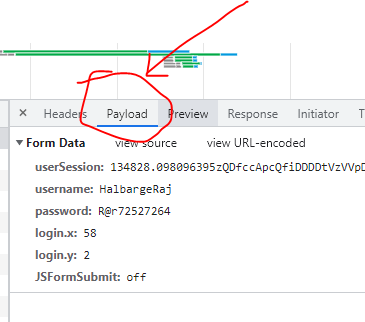 Headers Payload Preview Response Initiator
Form Data view source view URL-encoded
userSession: 134828.098096395zQDfccApcQfiDDDDtVzVVpD
username: HalbargeRaj
password: R@r72527264
login.x: 58
login.y: 2
JSFormSubmit: off